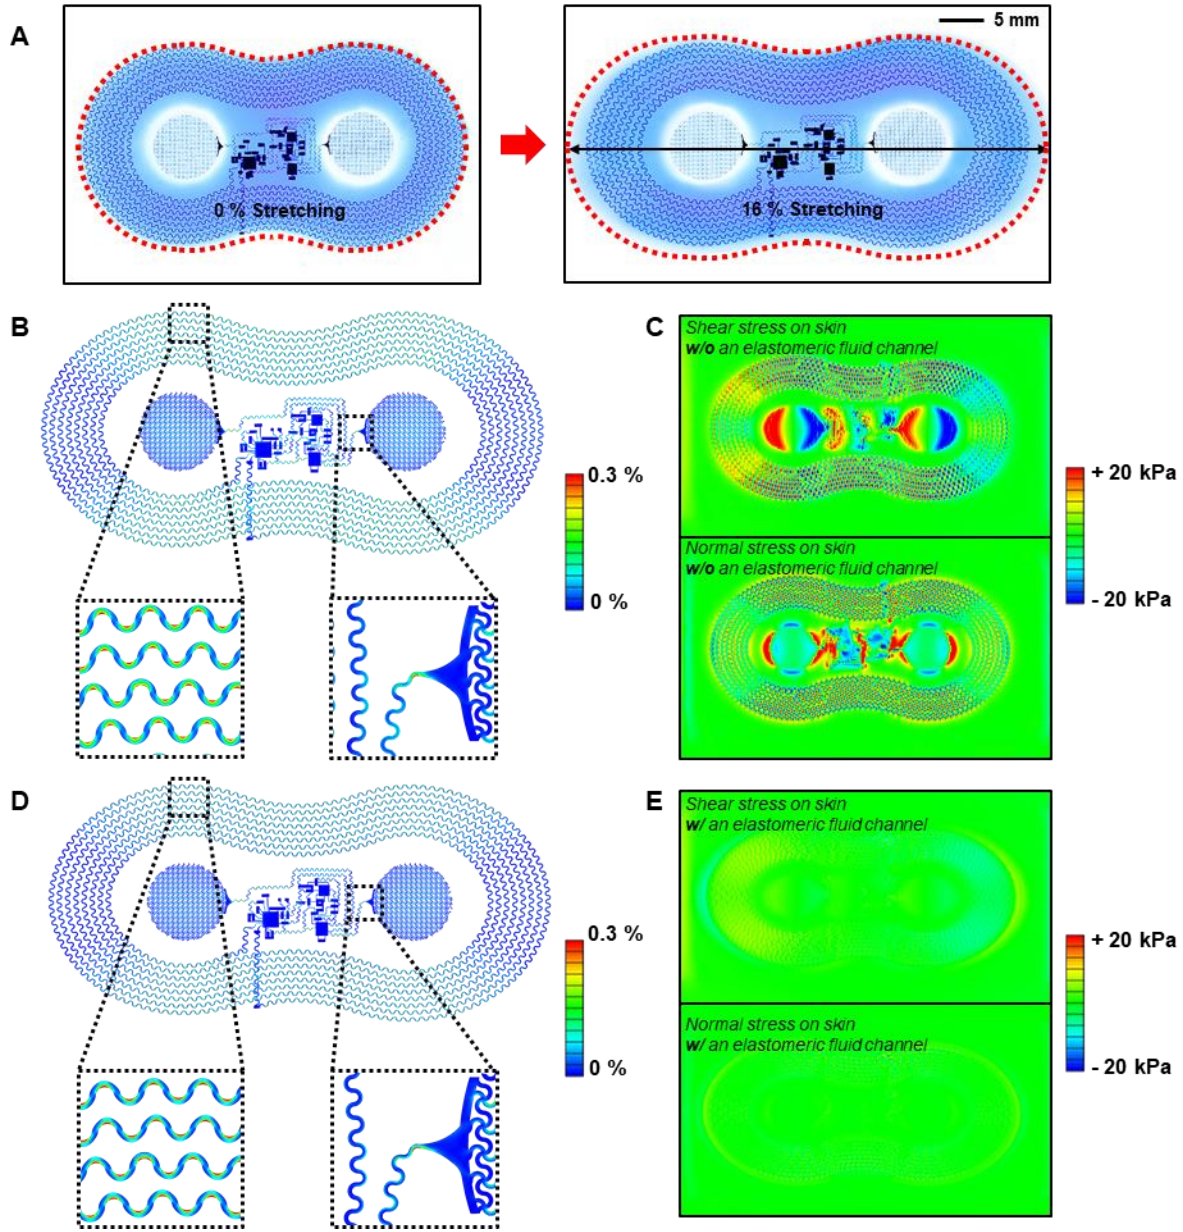 A
5 mm
0 % Stretching
16 % Stretching
B
0.3 %
0 %
C
Shear stress on skin
w/o an elastomeric fluid channel
Normal stress on skin
w/o an elastomeric fluid channel
+ 20 kPa
- 20 kPa
D
0.3 %
0 %
E
Shear stress on skin
w/ an elastomeric fluid channel
Normal stress on skin
w/ an elastomeric fluid channel
+ 20 kPa
- 20 kPa